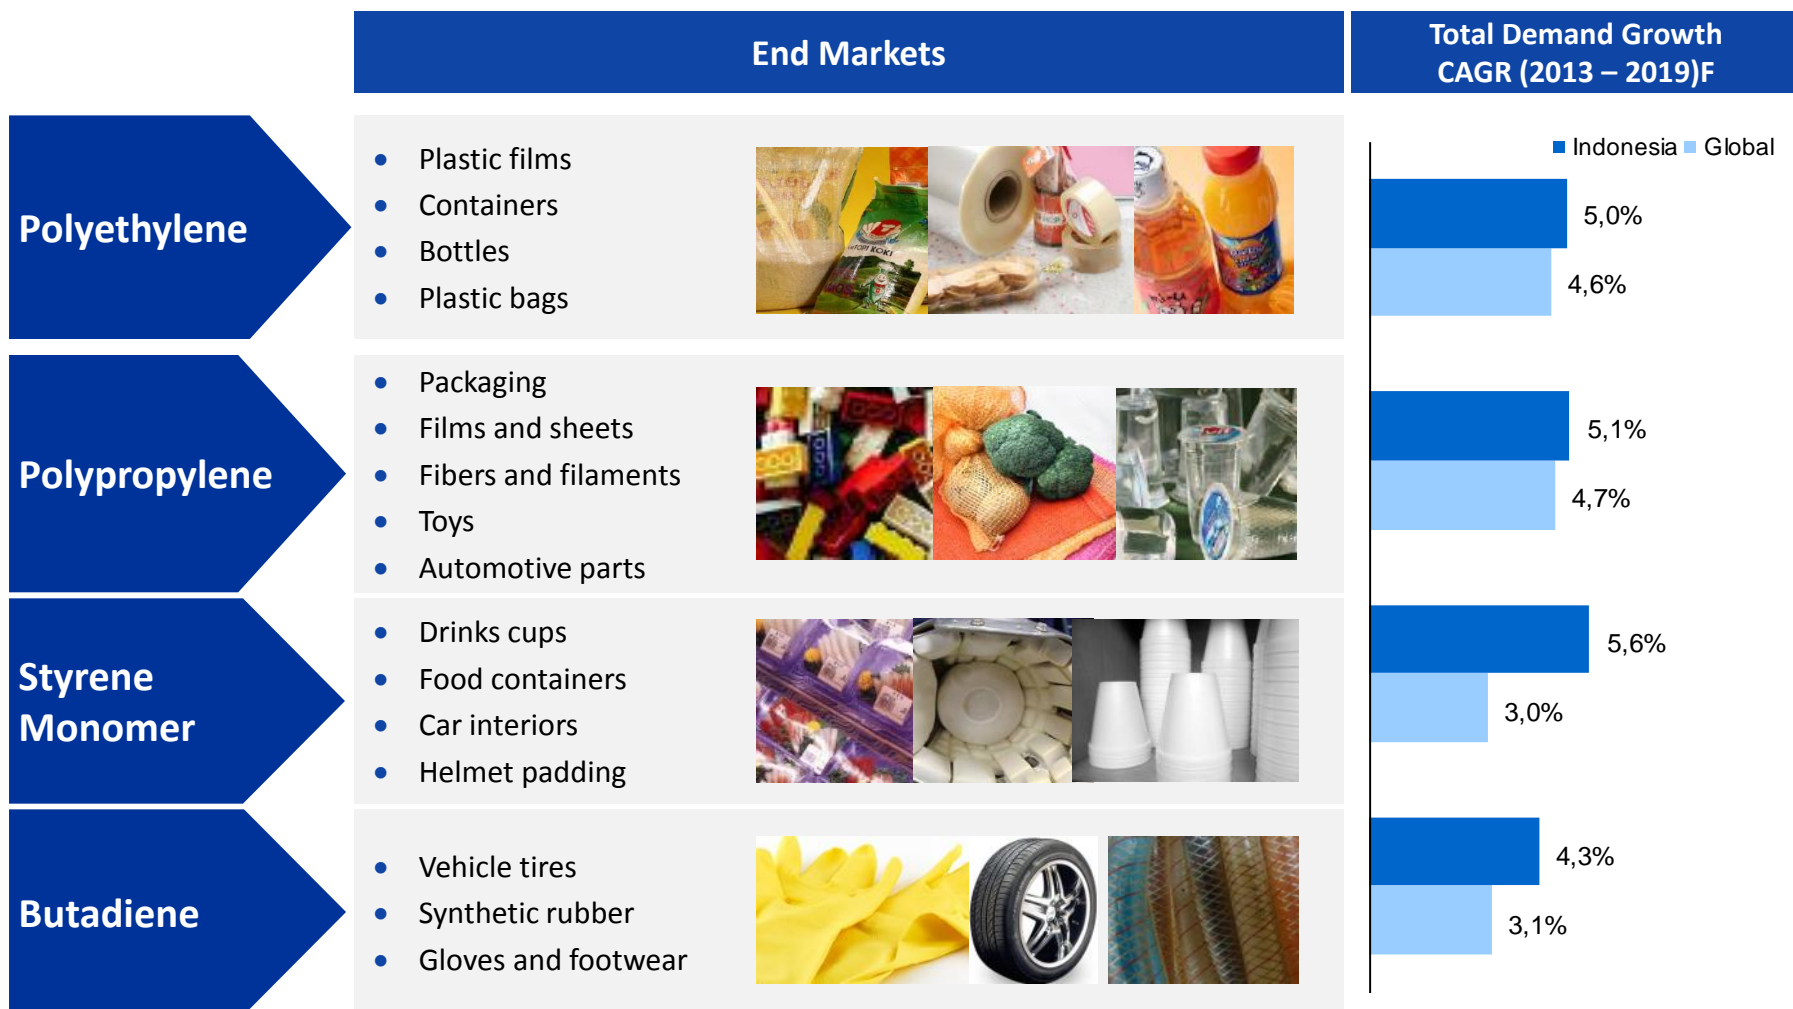 End Markets
Total Demand Growth
CAGR (2013 – 2019)F
Polyethylene
• Plastic films
• Containers
• Bottles
• Plastic bags
TOPI KOKI
Indonesia Global
5,0%
4,6%
Polypropylene
• Packaging
• Films and sheets
• Fibers and filaments
• Toys
• Automotive parts
5,1%
4,7%
Styrene
Monomer
• Drinks cups
• Food containers
• Car interiors
• Helmet padding
5,6%
3,0%
Butadiene
• Vehicle tires
• Synthetic rubber
• Gloves and footwear
4,3%
3,1%